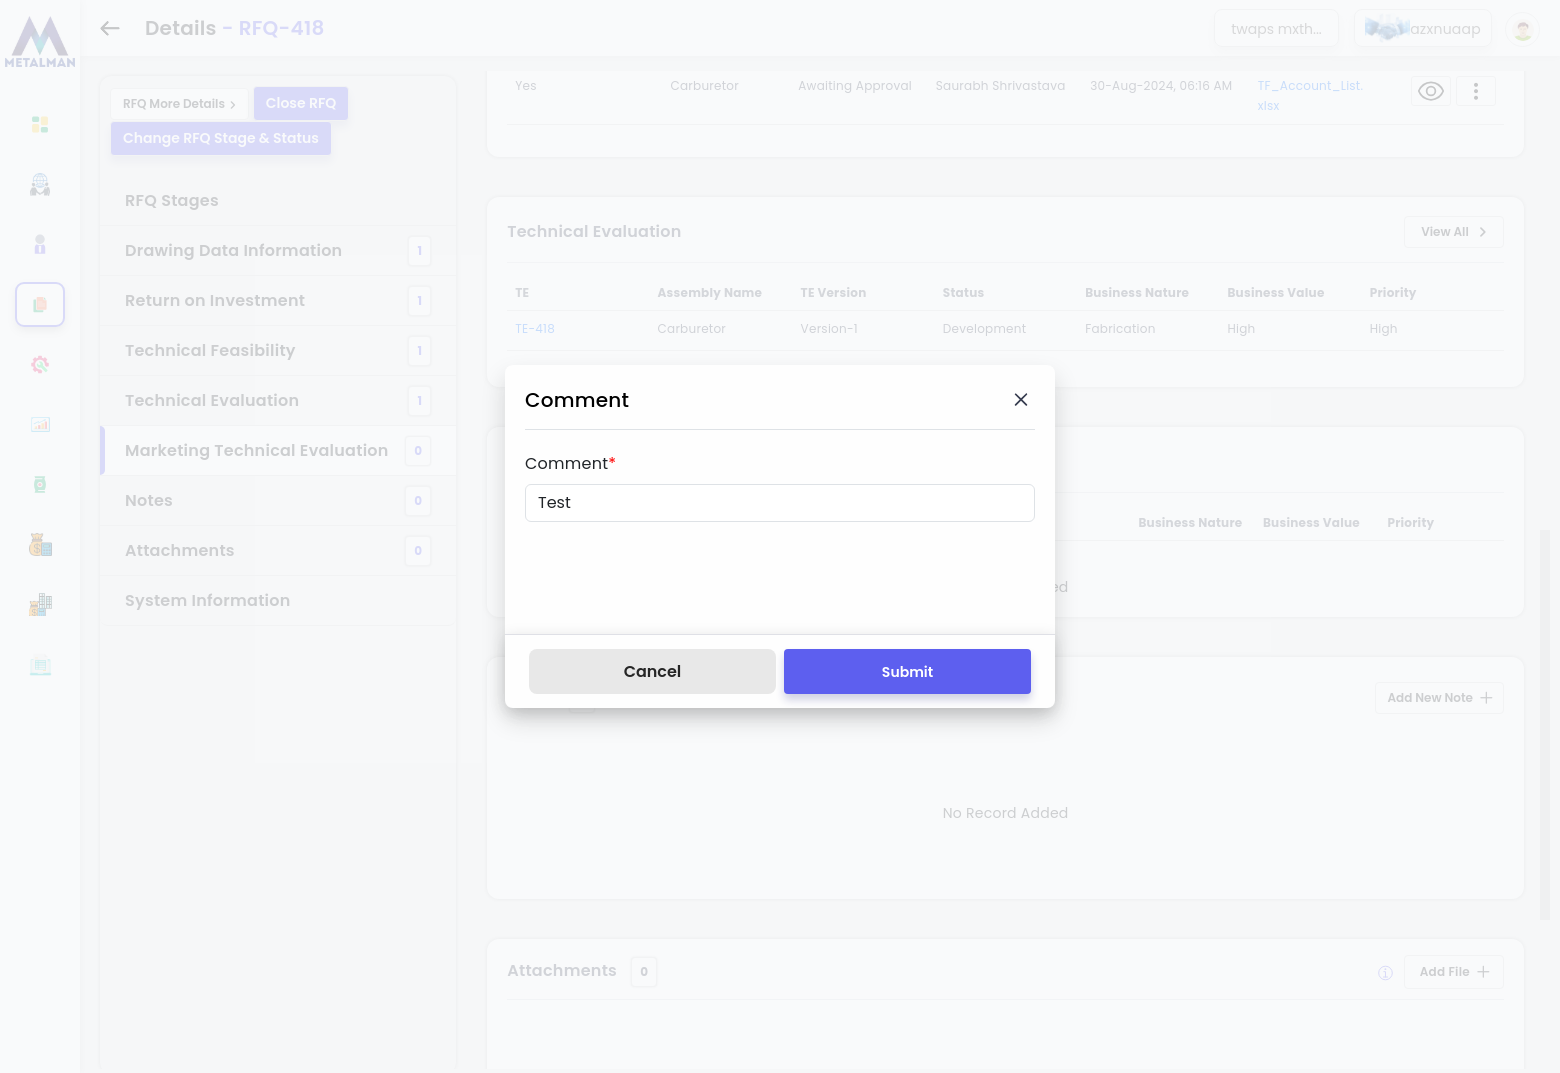 METALMAN
Details - RFQ-418
twaps mxth...
azxnuaap
RFQ More Details
Close RFQ
Change RFQ Stage & Status
RFQ Stages
Drawing Data Information 1
Return on Investment 1
Technical Feasibility 1
Technical Evaluation 1
Marketing Technical Evaluation 0
Notes 0
Attachments 0
System Information
Yes Carburetor Awaiting Approval Saurabh Shrivastava 30-Aug-2024, 06:16 AM TF_Account_List.
xlsx
Technical Evaluation
View All
TE Assembly Name TE Version Status Business Nature Business Value Priority
TE-418 Carburetor Version-1 Development Fabrication High High
Comment
Comment*
Test
Cancel
Submit
Business Nature Business Value Priority
ed
Add New Note
No Record Added
Attachments 0
Add File